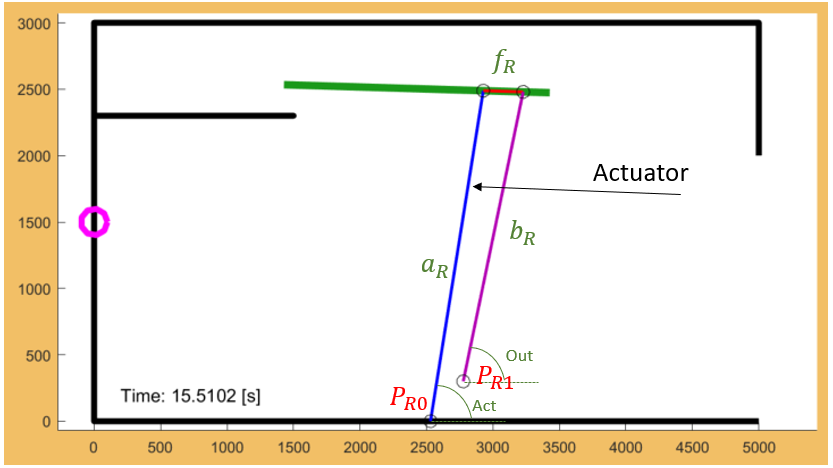 3000
2500
2000
1500
1000
500
0
f_R
Actuator
b_R
a_R
Out
P_R1
P_R0
Act
Time: 15.5102 [s]
0 500 1000 1500 2000 2500 3000 3500 4000 4500 5000